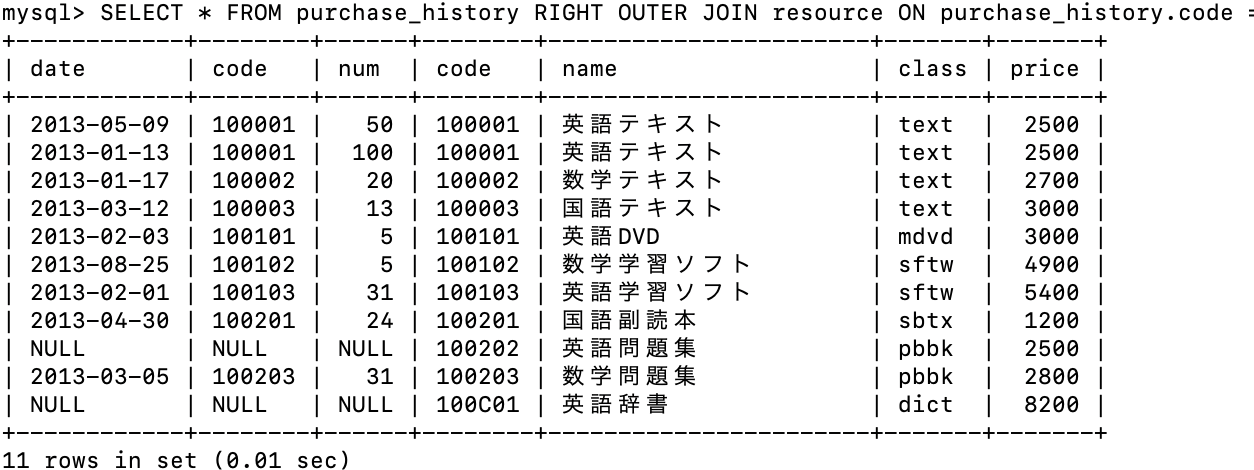 mysql> SELECT * FROM purchase_history RIGHT OUTER JOIN resource ON purchase_history.code =
+------------+--------+------+--------+-----------------------+-------+-------+
| date       | code   | num  | code   | name                  | class | price |
+------------+--------+------+--------+-----------------------+-------+-------+
| 2013-05-09 | 100001 |   50 | 100001 | 英語テキスト | text  |  2500 |
| 2013-01-13 | 100001 |  100 | 100001 | 英語テキスト | text  |  2500 |
| 2013-01-17 | 100002 |   20 | 100002 | 数学テキスト | text  |  2700 |
| 2013-03-12 | 100003 |   13 | 100003 | 国語テキスト | text  |  3000 |
| 2013-02-03 | 100101 |    5 | 100101 | 英語DVD | mdvd  |  3000 |
| 2013-08-25 | 100102 |    5 | 100102 | 数学学習ソフト | sftw  |  4900 |
| 2013-02-01 | 100103 |   31 | 100103 | 英語学習ソフト | sftw  |  5400 |
| 2013-04-30 | 100201 |   24 | 100201 | 国語副読本 | sbtx  |  1200 |
| NULL       | NULL   | NULL | 100202 | 英語問題集 | pbbk  |  2500 |
| 2013-03-05 | 100203 |   31 | 100203 | 数学問題集 | pbbk  |  2800 |
| NULL       | NULL   | NULL | 100C01 | 英語辞書 | dict  |  8200 |
+------------+--------+------+--------+-----------------------+-------+-------+
11 rows in set (0.01 sec)